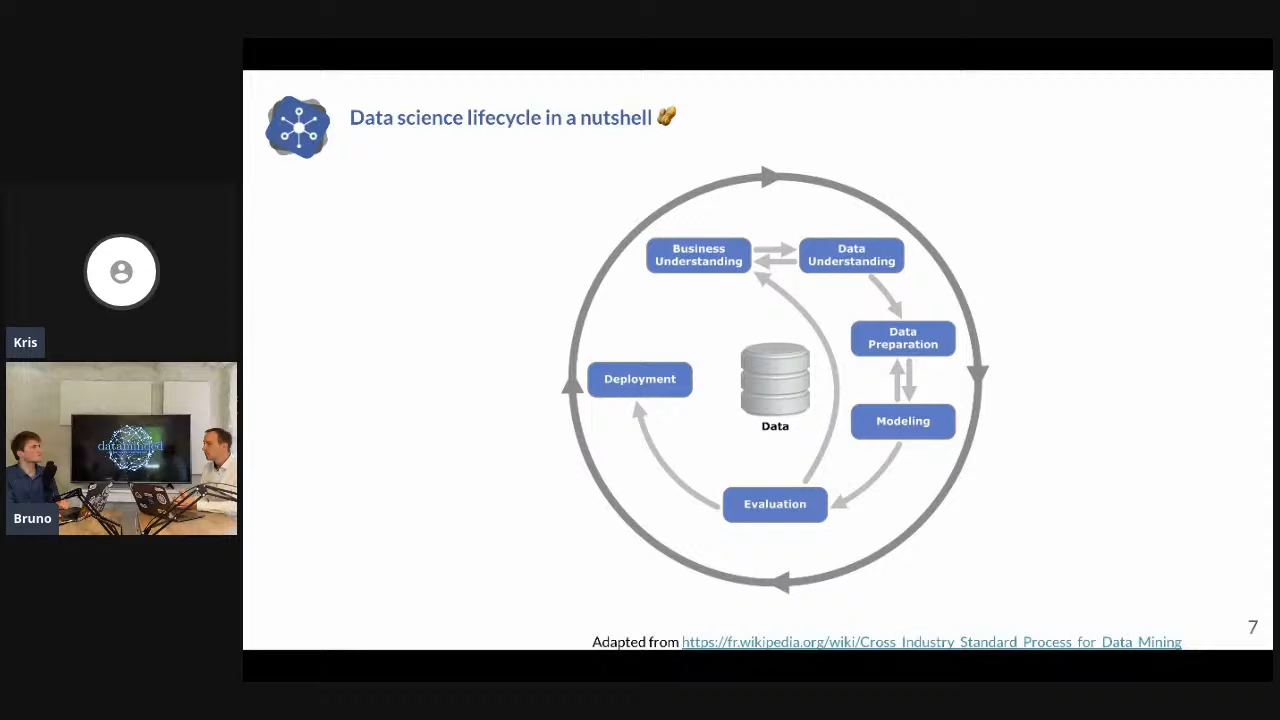 Data science lifecycle in a nutshell
Business
Understanding
Data
Understanding
Data
Preparation
Deployment
Data
Modeling
Evaluation
Kris
dataminded
Bruno
7
Adapted from https://fr.wikipedia.org/wiki/Cross_Industry_Standard_Process_for_Data_Mining